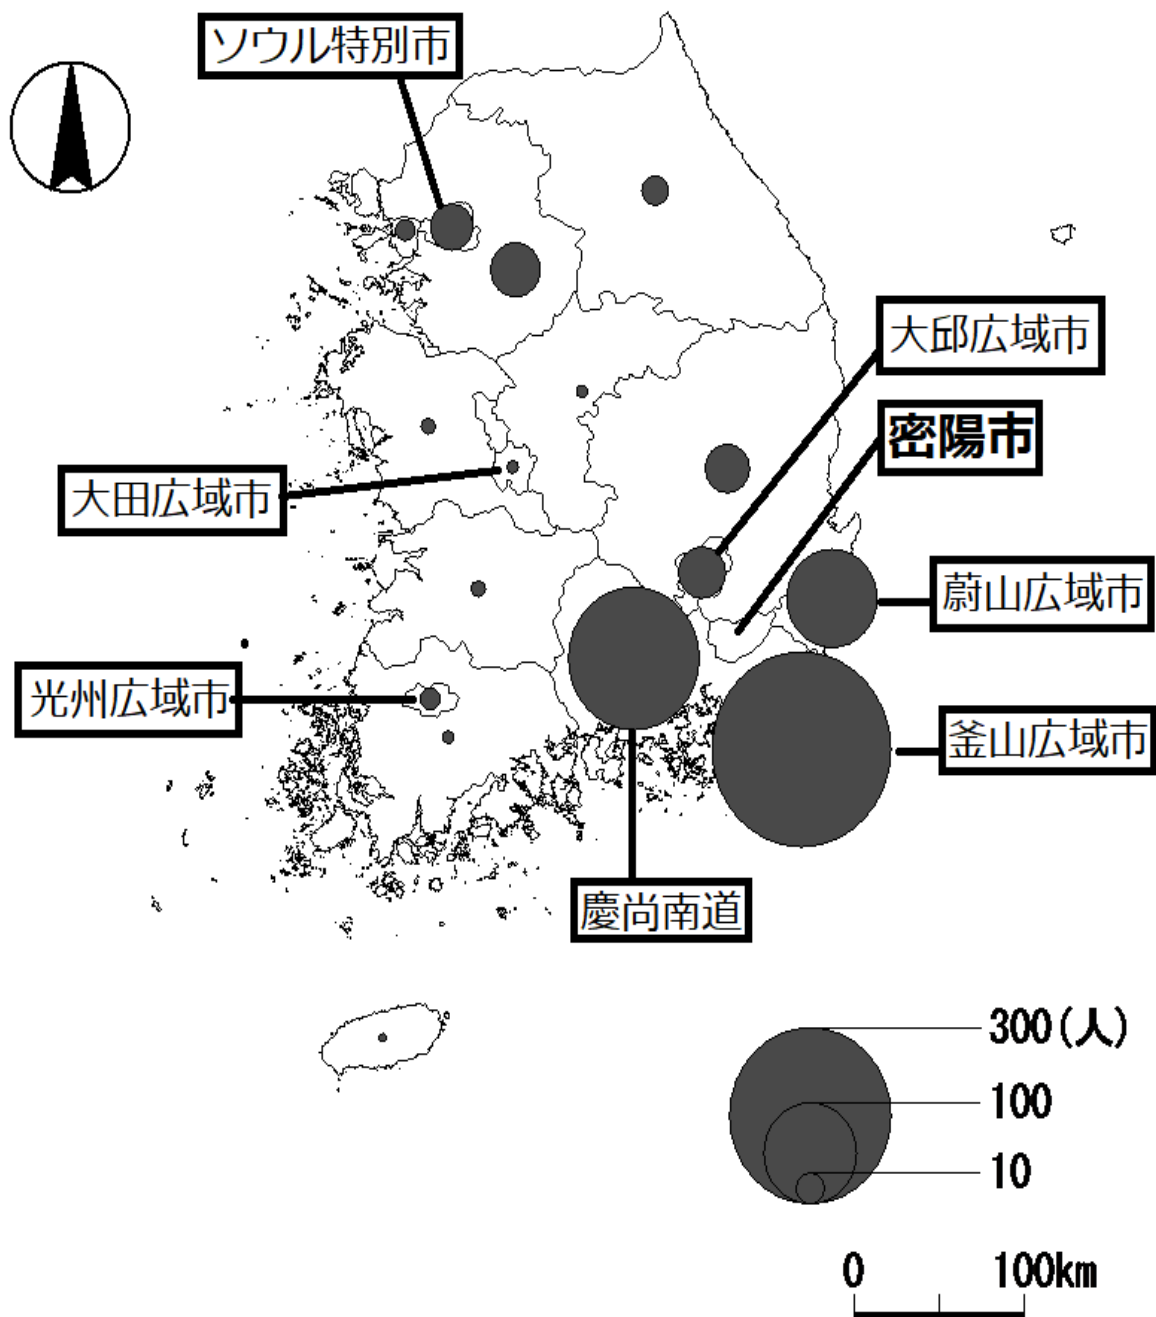 ソウル特別市
大邱広域市
密陽市
大田広域市
蔚山広域市
光州広域市
釜山広域市
慶尚南道
300(人)
100
10
0 100km